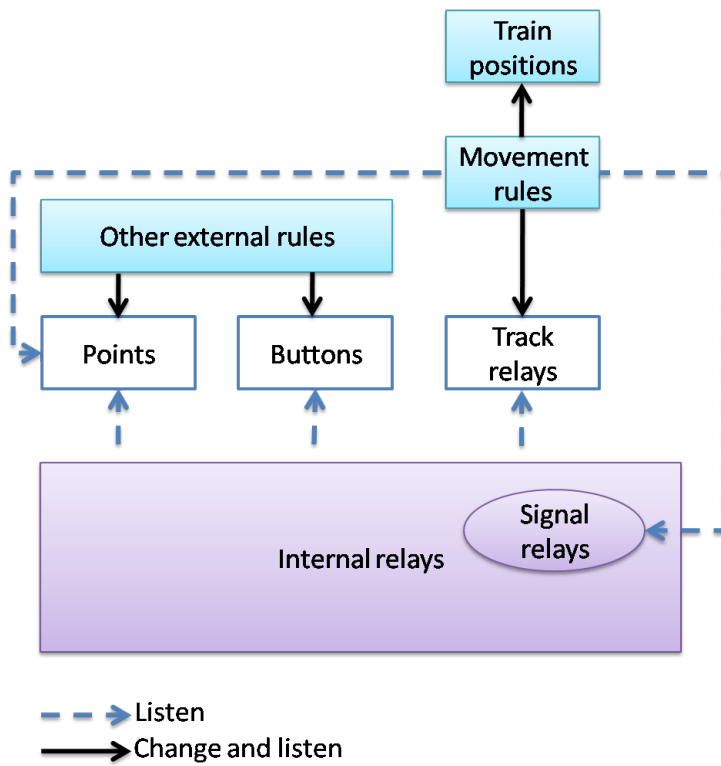 Train
positions
Movement
rules
Other external rules
Points
Buttons
Track
relays
Signal
relays
Internal relays
Listen
Change and listen